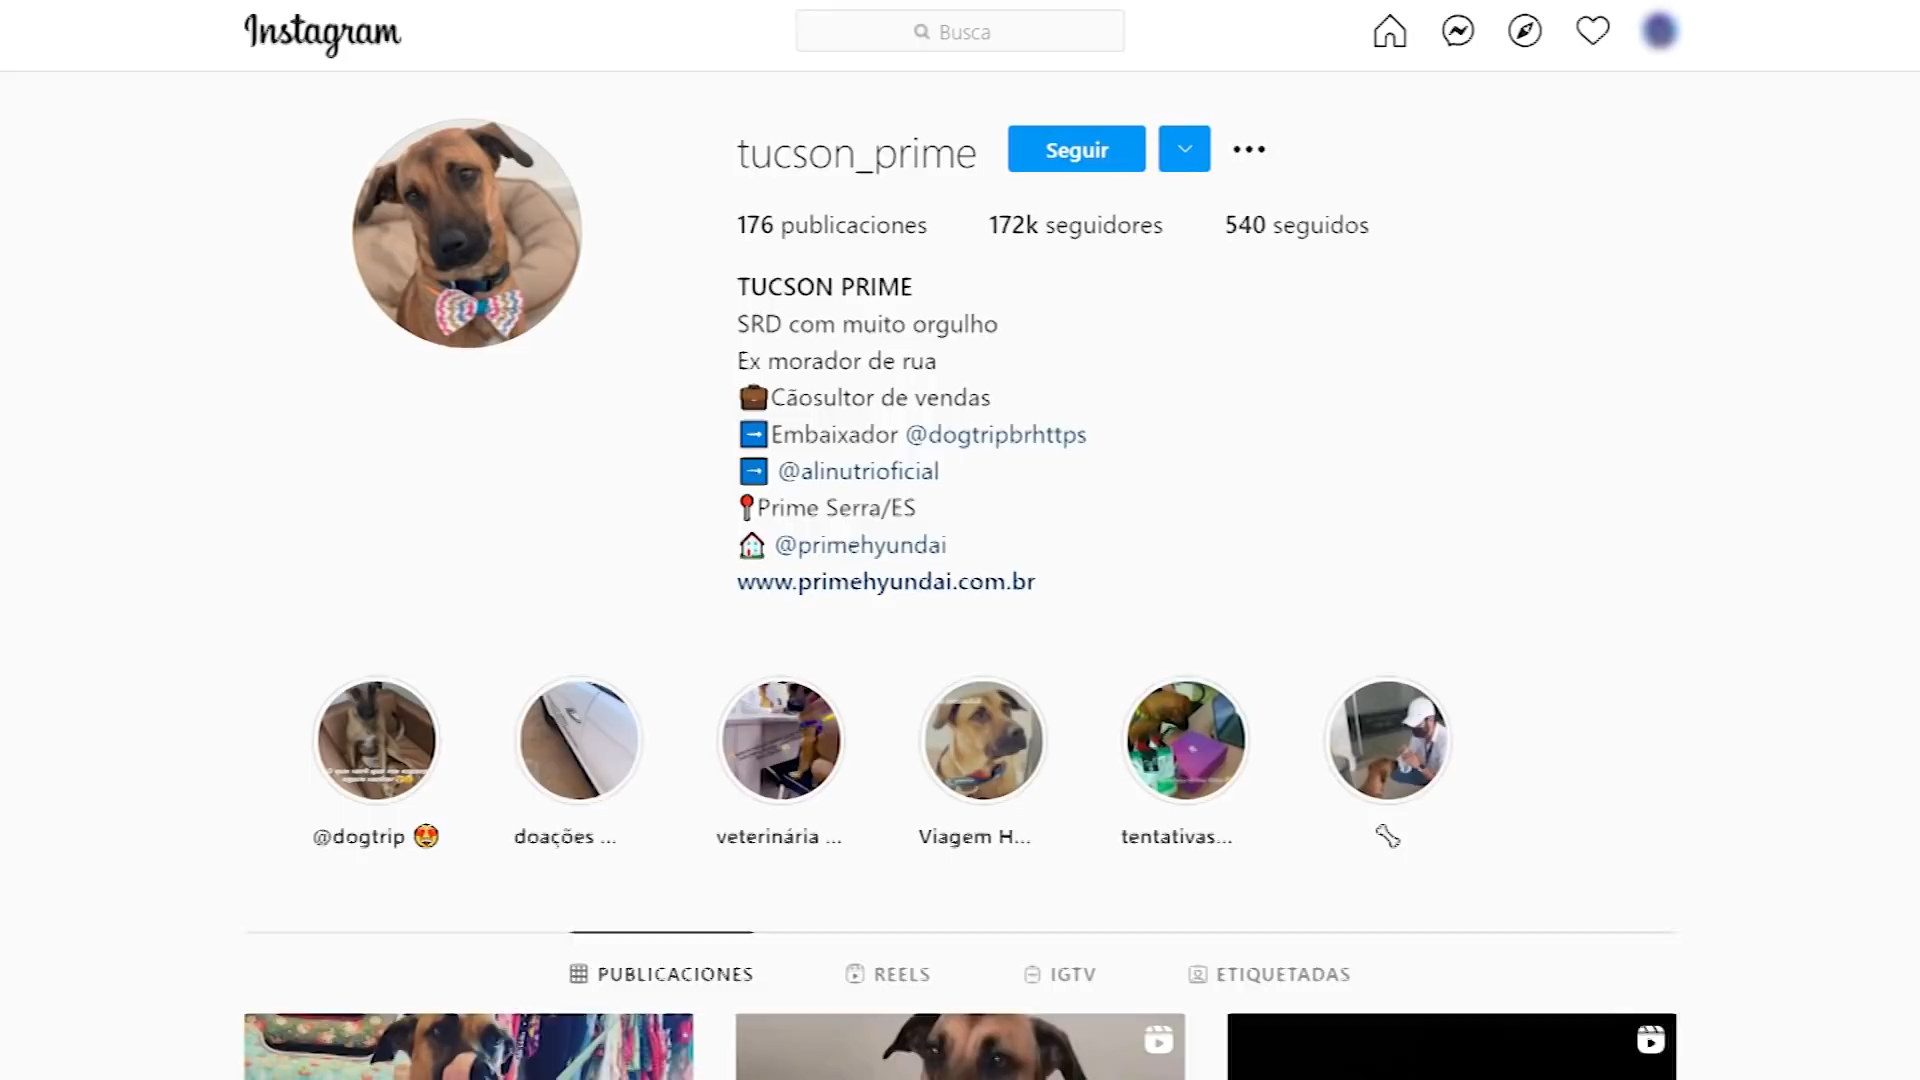 Instagram
Busca
tucson_prime
Seguir
176 publicaciones 172k seguidores 540 seguidos
TUCSON PRIME
SRD com muito orgulho
Ex morador de rua
💼Cãosultor de vendas
➡️Embaixador @dogtripbrhttps
➡️ @alinutrioficial
📍Prime Serra/ES
🏠 @primehyundai
www.primehyundai.com.br
@dogtrip 😍 doações ... veterinária ... Viagem H... tentativas... 🦴
PUBLICACIONES REELS IGTV ETIQUETADAS